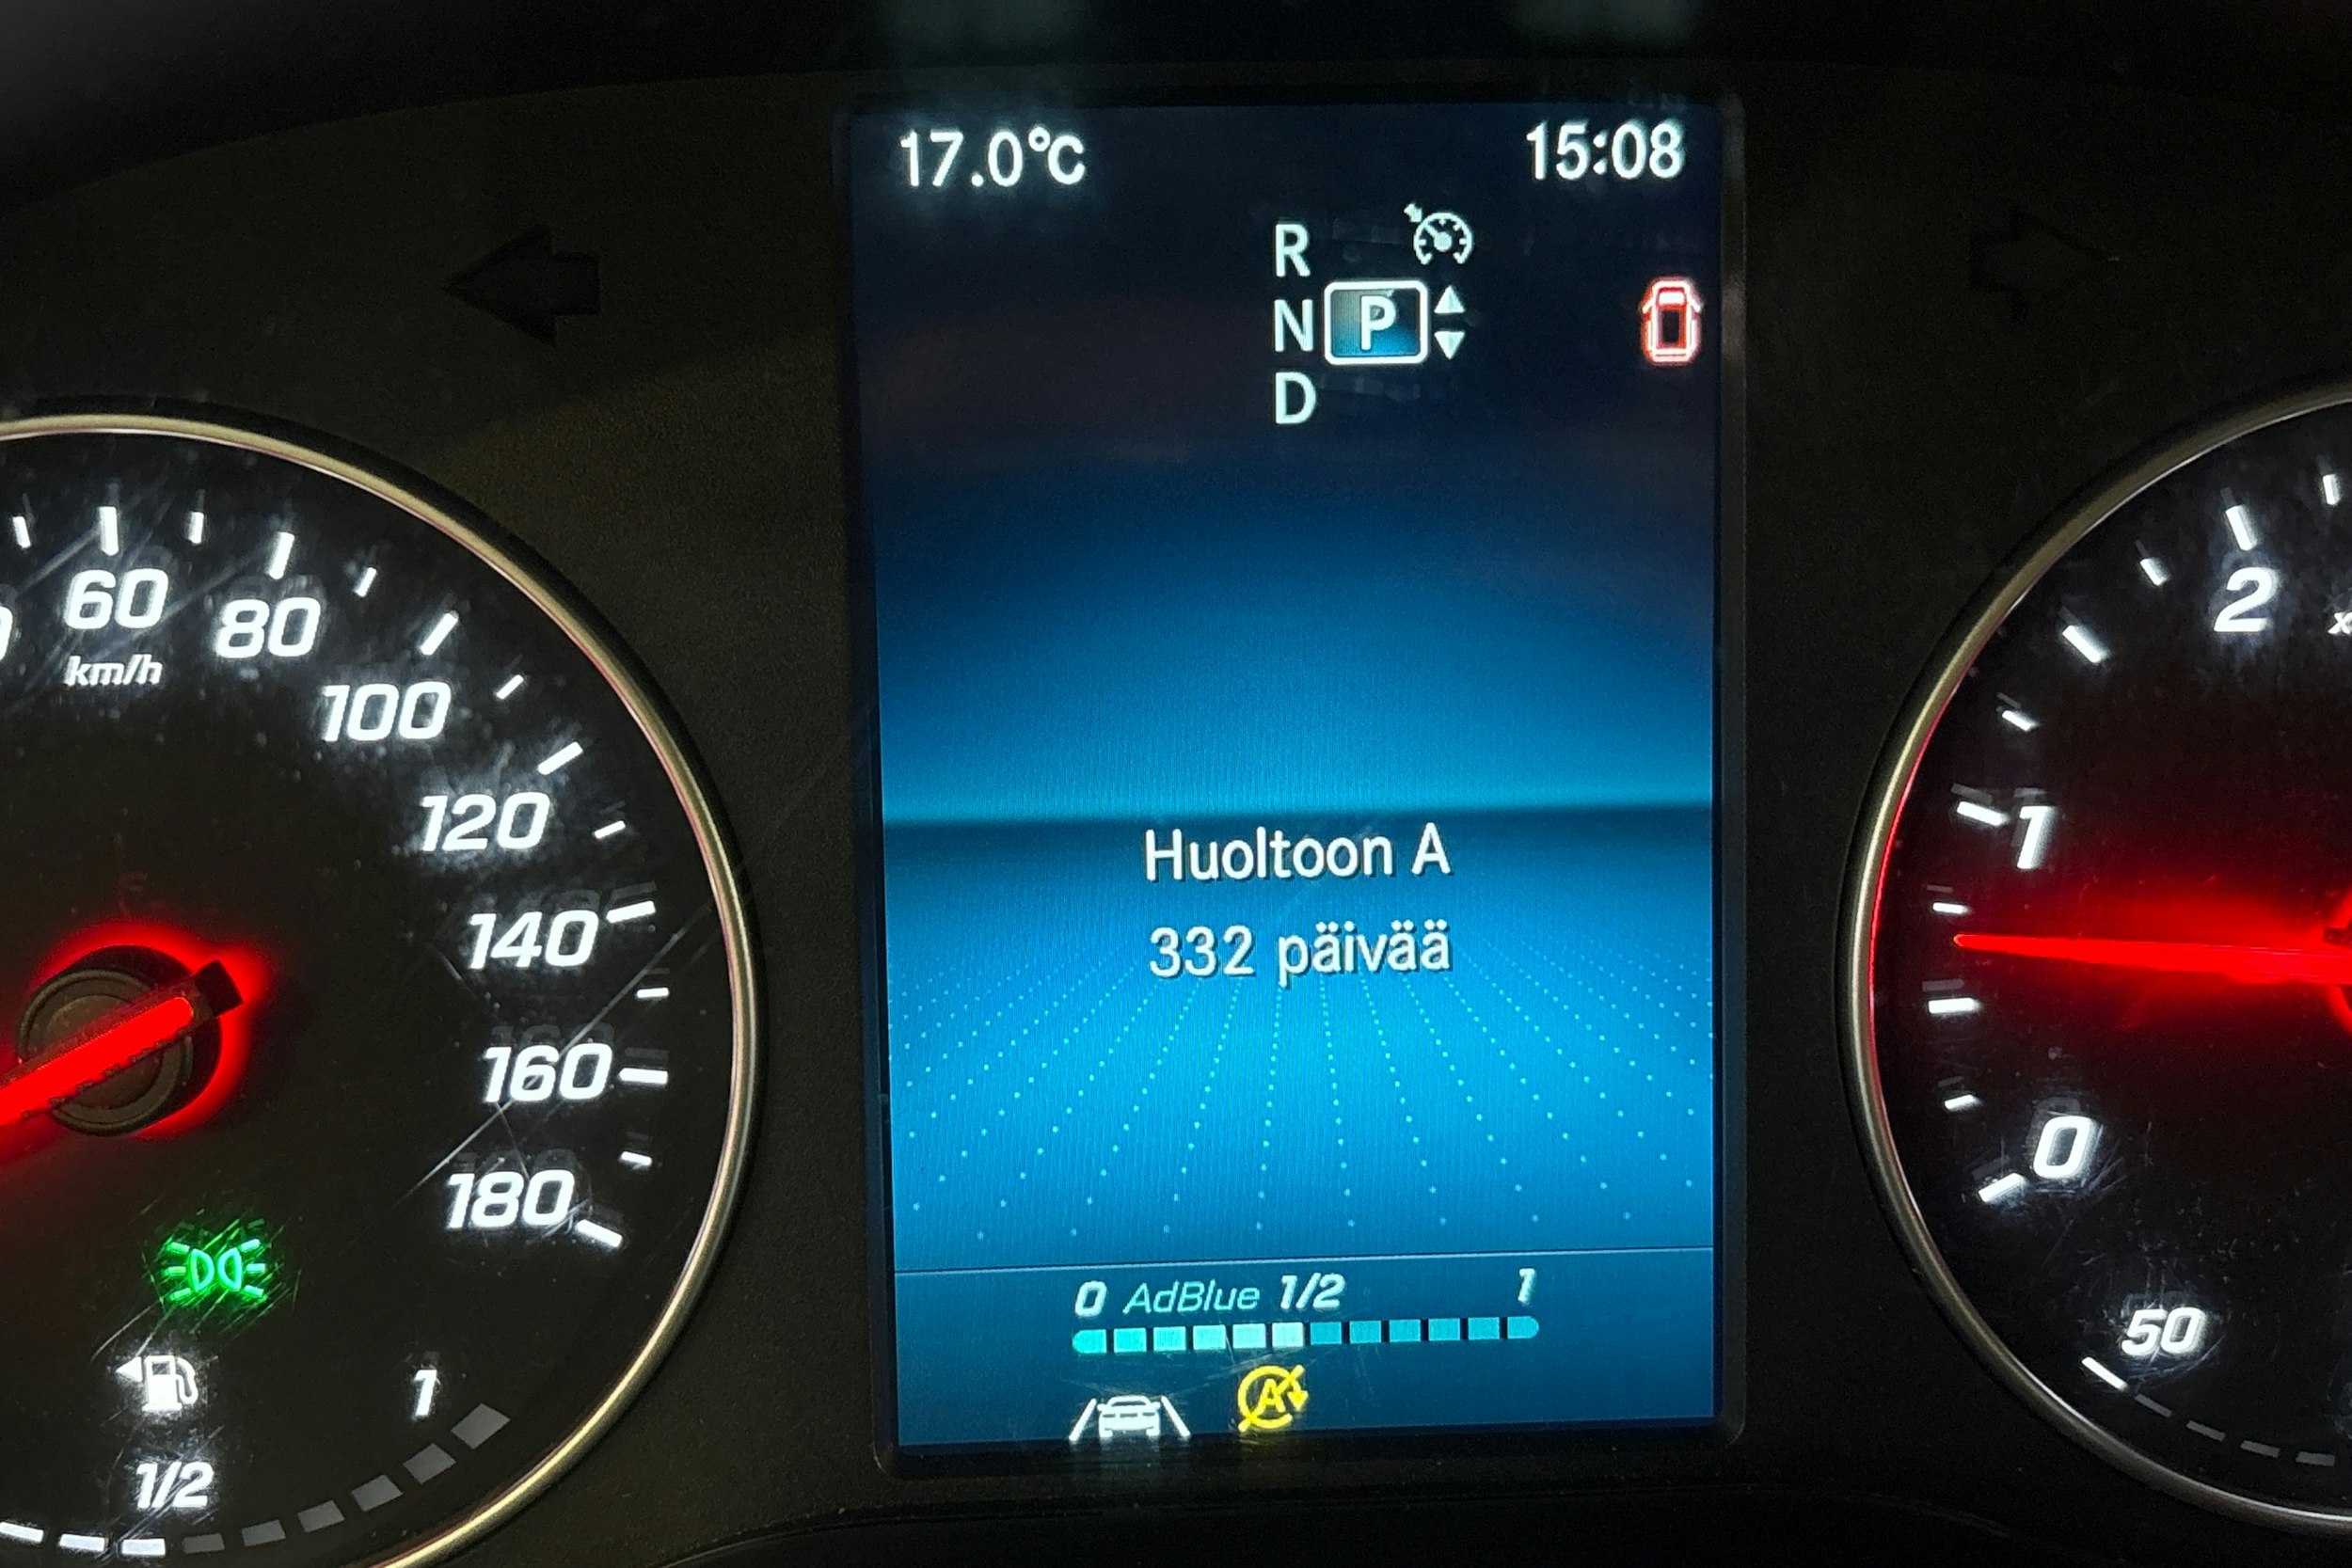 17.0°C 15:08
R
N P
D
60 80
km/h
100
120
140
160
180
1
1/2
Huoltoon A
332 päivää
0 AdBlue 1/2 1
A
2
1
0
50